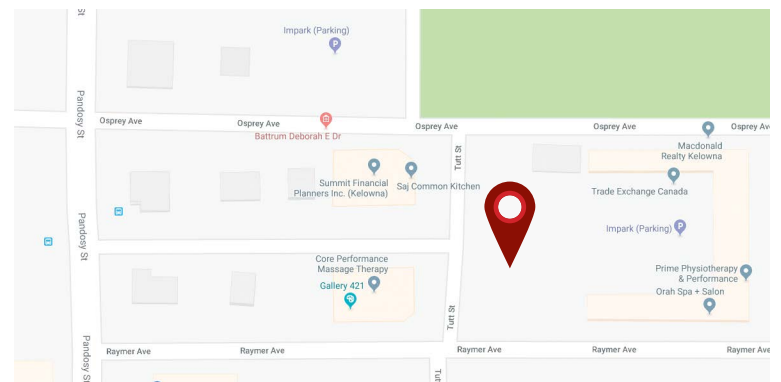 St
Impark (Parking)
P
Pandosy St
Osprey Ave
Osprey Ave
Osprey Ave
Osprey Ave
Osprey Ave
Battrum Deborah E Dr
Tutt St
Macdonald
Realty Kelowna
Summit Financial
Planners Inc. (Kelowna)
Saj Common Kitchen
Trade Exchange Canada
Pandosy St
Impark (Parking)
P
Core Performance
Massage Therapy
Gallery 421
Prime Physiotherapy
& Performance
Orah Spa + Salon
Tutt St
Pandosy St
Raymer Ave
Raymer Ave
Raymer Ave
Raymer Ave
Raymer Ave